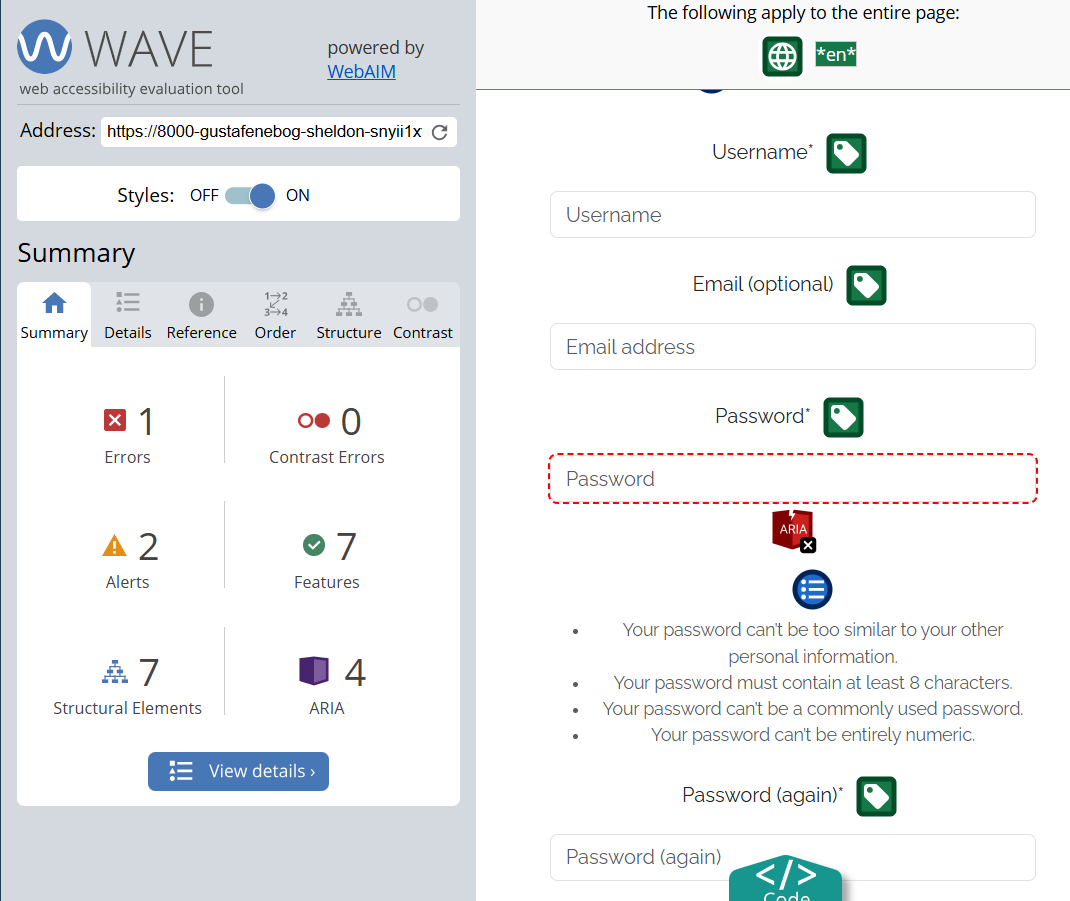 WAVE
powered by
WebAIM
web accessibility evaluation tool
Address: https://8000-gustafenebog-sheldon-snyii1x
Styles: OFF ON
Summary
Summary Details Reference Order Structure Contrast
1 Errors
0 Contrast Errors
2 Alerts
7 Features
7 Structural Elements
4 ARIA
View details ›
The following apply to the entire page:
*en*
Username*
Username
Email (optional)
Email address
Password*
Password
ARIA
Your password can’t be too similar to your other
personal information.
Your password must contain at least 8 characters.
Your password can’t be a commonly used password.
Your password can’t be entirely numeric.
Password (again)*
Password (again)
</>
Code